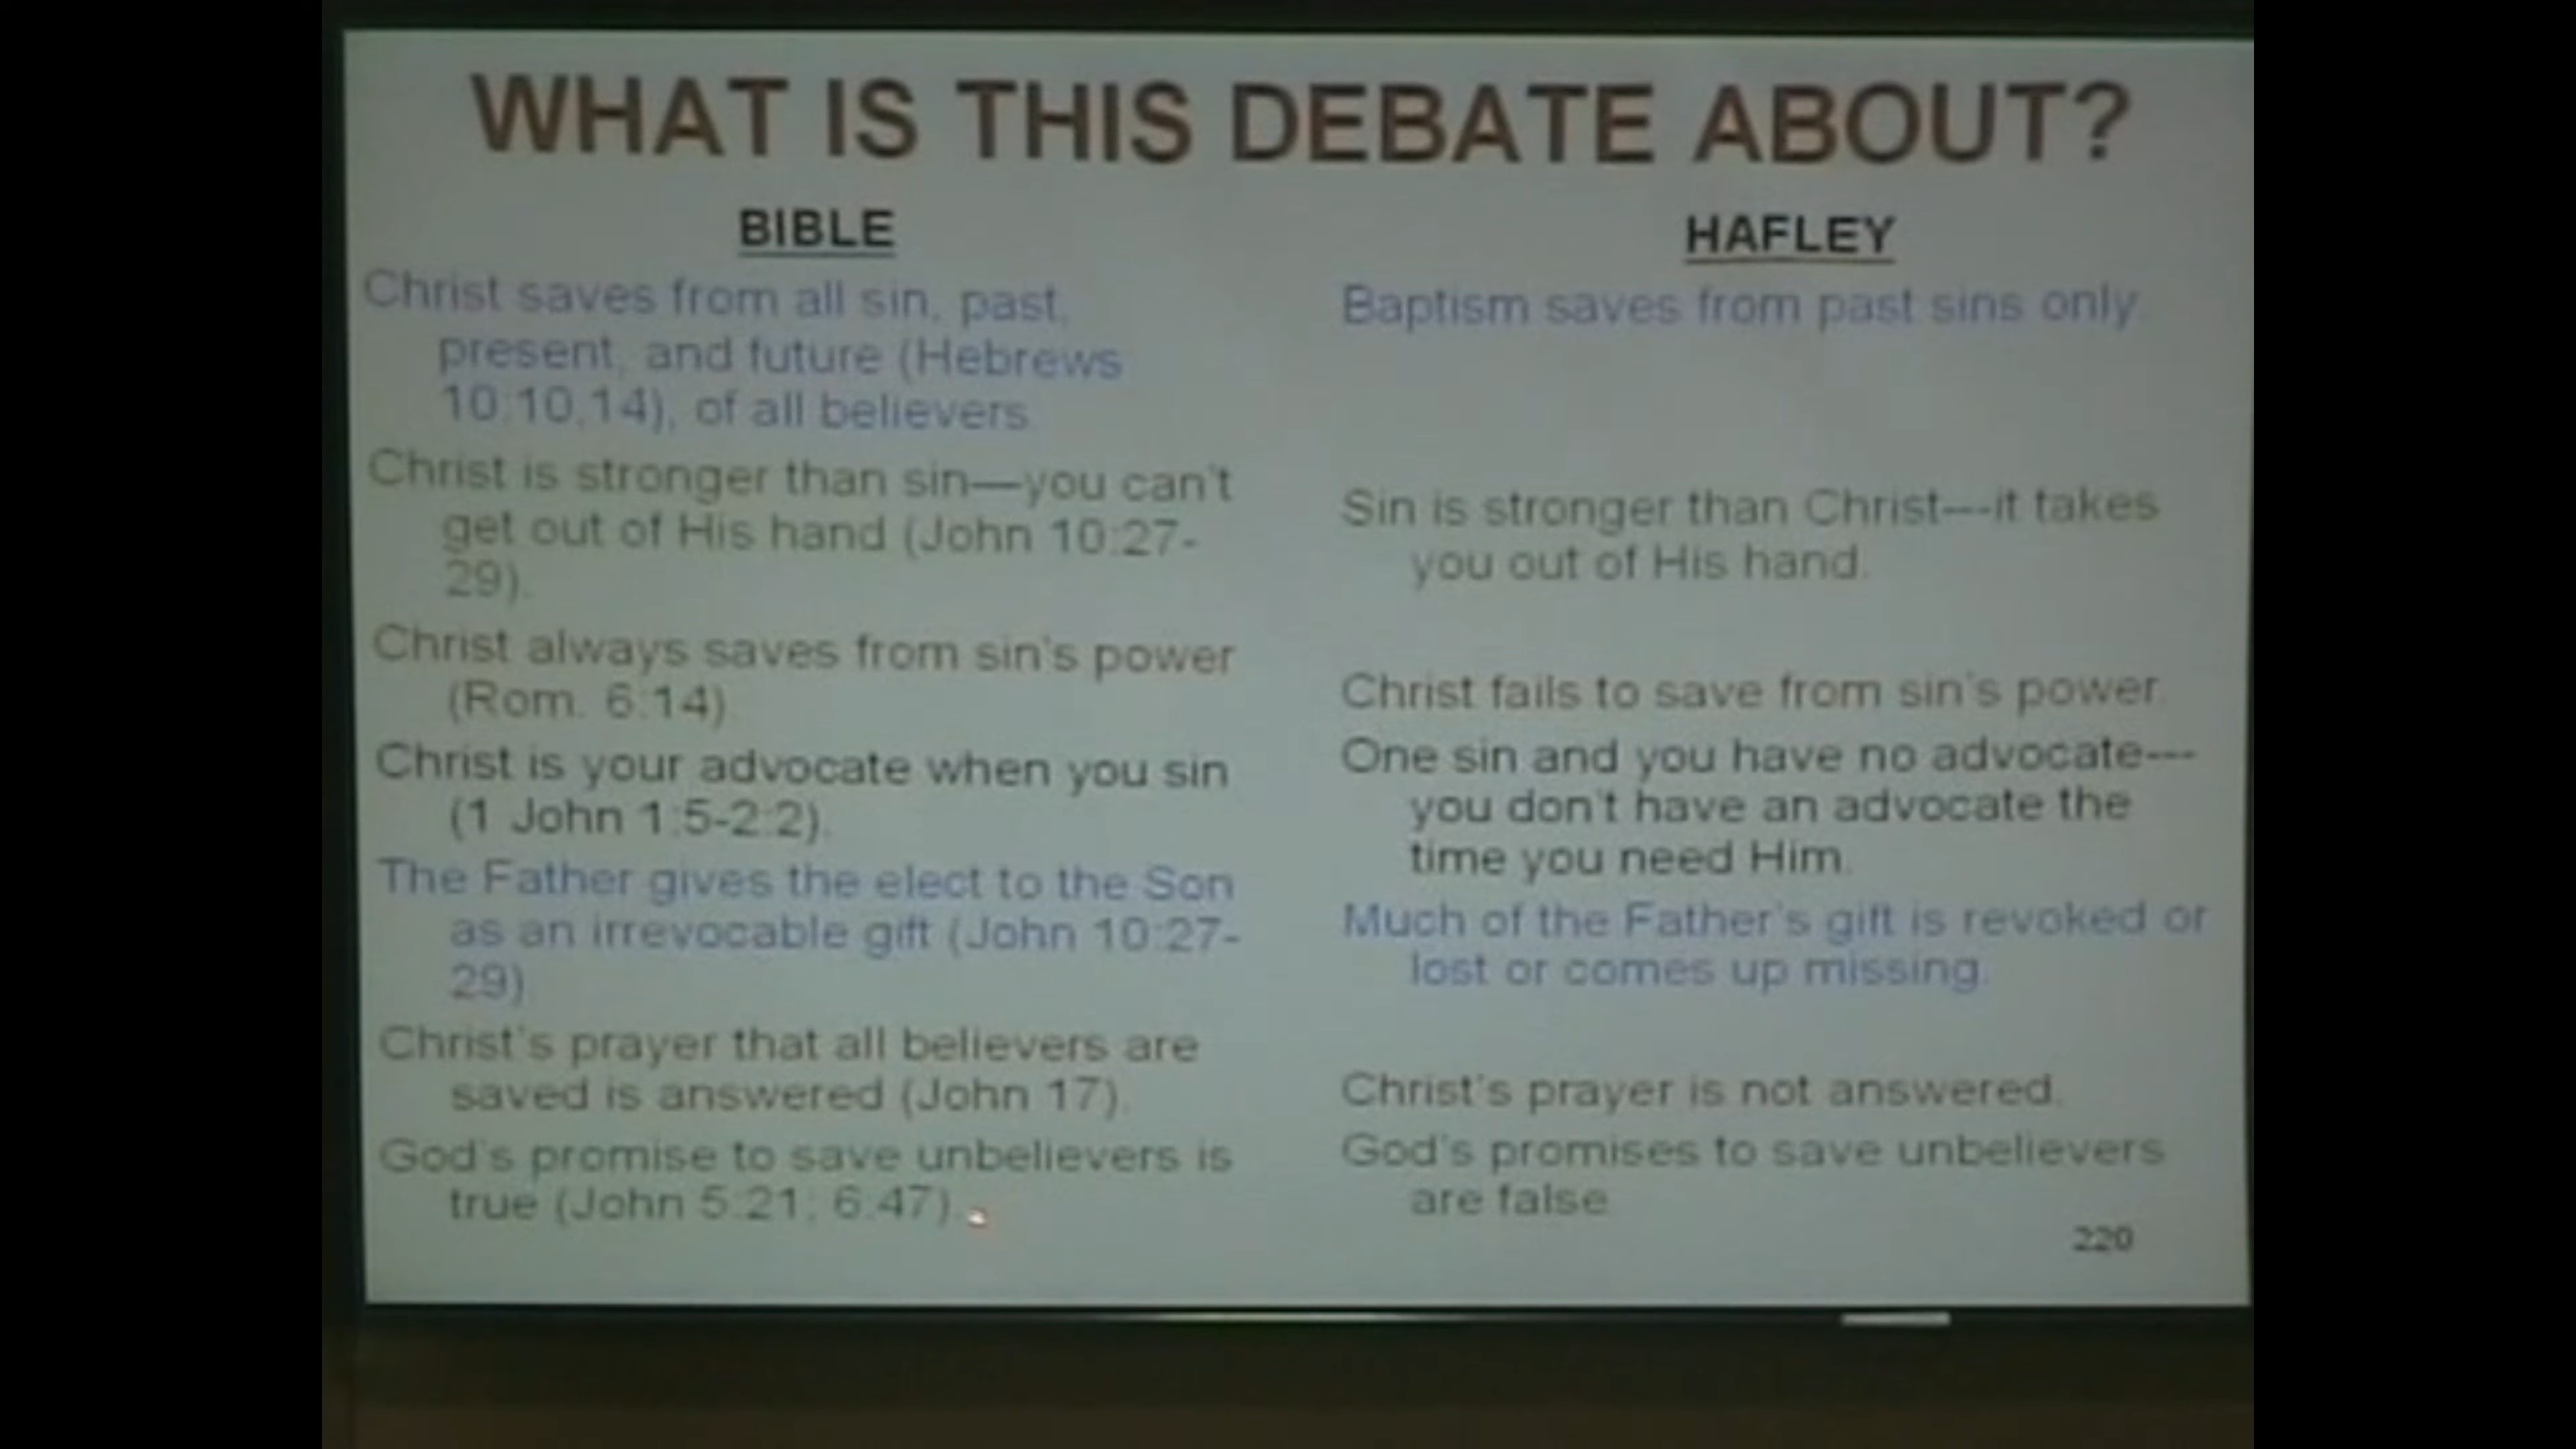 WHAT IS THIS DEBATE ABOUT?
BIBLE
Christ saves from all sin, past,
present, and future (Hebrews
10:10,14), of all believers.
Christ is stronger than sin—you can't
get out of His hand (John 10:27-
29).
Christ always saves from sin's power
(Rom. 6:14)
Christ is your advocate when you sin
(1 John 1:5-2:2).
The Father gives the elect to the Son
as an irrevocable gift (John 10:27-
29)
Christ's prayer that all believers are
saved is answered (John 17).
God's promise to save unbelievers is
true (John 5:21; 6:47).
HAFLEY
Baptism saves from past sins only.
Sin is stronger than Christ---it takes
you out of His hand.
Christ fails to save from sin's power.
One sin and you have no advocate---
you don't have an advocate the
time you need Him.
Much of the Father's gift is revoked or
lost or comes up missing.
Christ's prayer is not answered.
God's promises to save unbelievers
are false.
220